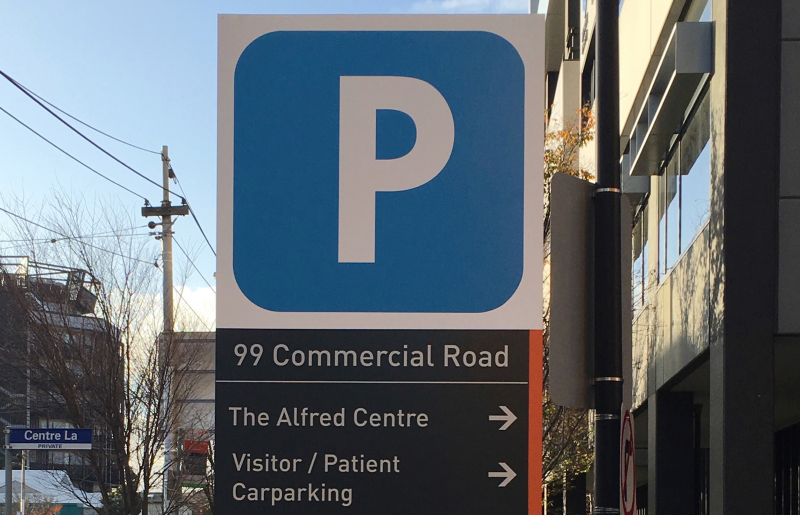 P
99 Commercial Road
The Alfred Centre →
Visitor / Patient →
Carparking
Centre La
PRIVATE